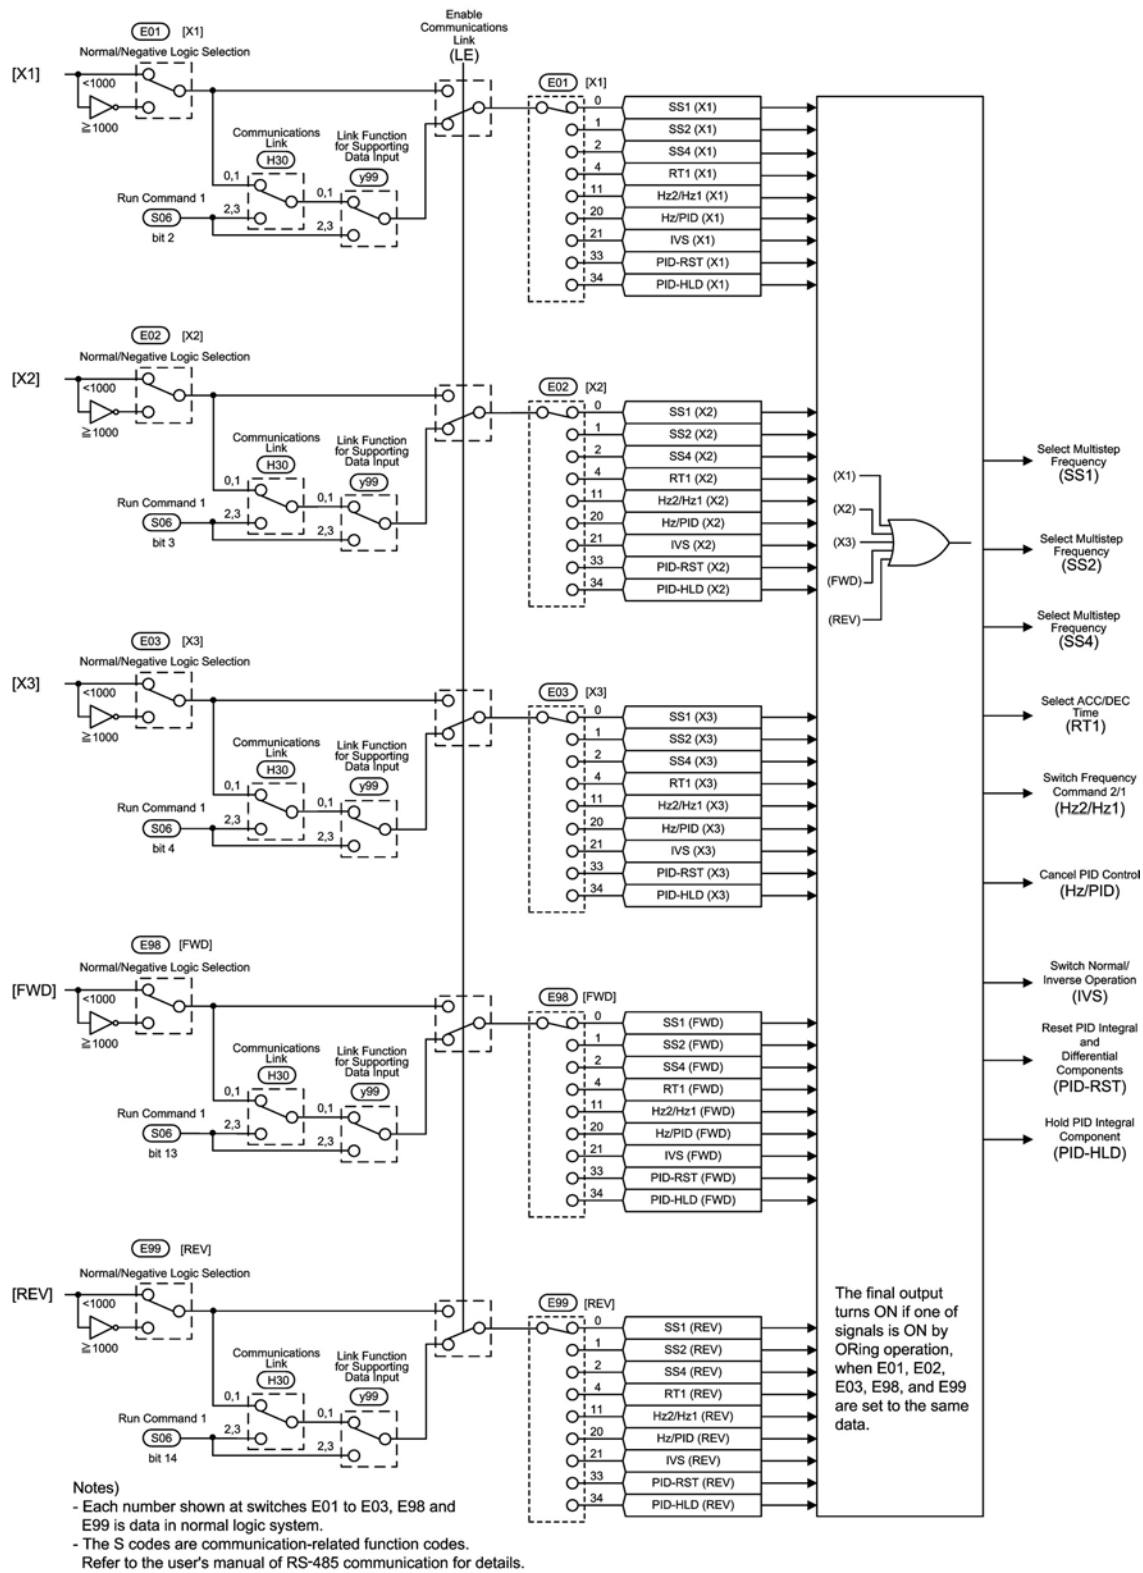 Enable
Communications
Link
(LE)
E01 [X1]
Normal/Negative Logic Selection
[X1]
<1000
≧1000
Communications
Link
H30
Link Function
for Supporting
Data Input
y99
0,1
0,1
Run Command 1
S06
bit 2
2,3
2,3
E01 [X1]
0 SS1 (X1)
1 SS2 (X1)
2 SS4 (X1)
4 RT1 (X1)
11 Hz2/Hz1 (X1)
20 Hz/PID (X1)
21 IVS (X1)
33 PID-RST (X1)
34 PID-HLD (X1)
E02 [X2]
Normal/Negative Logic Selection
[X2]
<1000
≧1000
Communications
Link
H30
Link Function
for Supporting
Data Input
y99
0,1
0,1
Run Command 1
S06
bit 3
2,3
2,3
E02 [X2]
0 SS1 (X2)
1 SS2 (X2)
2 SS4 (X2)
4 RT1 (X2)
11 Hz2/Hz1 (X2)
20 Hz/PID (X2)
21 IVS (X2)
33 PID-RST (X2)
34 PID-HLD (X2)
E03 [X3]
Normal/Negative Logic Selection
[X3]
<1000
≧1000
Communications
Link
H30
Link Function
for Supporting
Data Input
y99
0,1
0,1
Run Command 1
S06
bit 4
2,3
2,3
E03 [X3]
0 SS1 (X3)
1 SS2 (X3)
2 SS4 (X3)
4 RT1 (X3)
11 Hz2/Hz1 (X3)
20 Hz/PID (X3)
21 IVS (X3)
33 PID-RST (X3)
34 PID-HLD (X3)
E98 [FWD]
Normal/Negative Logic Selection
[FWD]
<1000
≧1000
Communications
Link
H30
Link Function
for Supporting
Data Input
y99
0,1
0,1
Run Command 1
S06
bit 13
2,3
2,3
E98 [FWD]
0 SS1 (FWD)
1 SS2 (FWD)
2 SS4 (FWD)
4 RT1 (FWD)
11 Hz2/Hz1 (FWD)
20 Hz/PID (FWD)
21 IVS (FWD)
33 PID-RST (FWD)
34 PID-HLD (FWD)
E99 [REV]
Normal/Negative Logic Selection
[REV]
<1000
≧1000
Communications
Link
H30
Link Function
for Supporting
Data Input
y99
0,1
0,1
Run Command 1
S06
bit 14
2,3
2,3
E99 [REV]
0 SS1 (REV)
1 SS2 (REV)
2 SS4 (REV)
4 RT1 (REV)
11 Hz2/Hz1 (REV)
20 Hz/PID (REV)
21 IVS (REV)
33 PID-RST (REV)
34 PID-HLD (REV)
(X1)
(X2)
(X3)
(FWD)
(REV)
The final output
turns ON if one of
signals is ON by
ORing operation,
when E01, E02,
E03, E98, and E99
are set to the same
data.
Select Multistep
Frequency
(SS1)
Select Multistep
Frequency
(SS2)
Select Multistep
Frequency
(SS4)
Select ACC/DEC
Time
(RT1)
Switch Frequency
Command 2/1
(Hz2/Hz1)
Cancel PID Control
(Hz/PID)
Switch Normal/
Inverse Operation
(IVS)
Reset PID Integral
and
Differential
Components
(PID-RST)
Hold PID Integral
Component
(PID-HLD)
Notes)
- Each number shown at switches E01 to E03, E98 and
E99 is data in normal logic system.
- The S codes are communication-related function codes.
Refer to the user's manual of RS-485 communication for details.